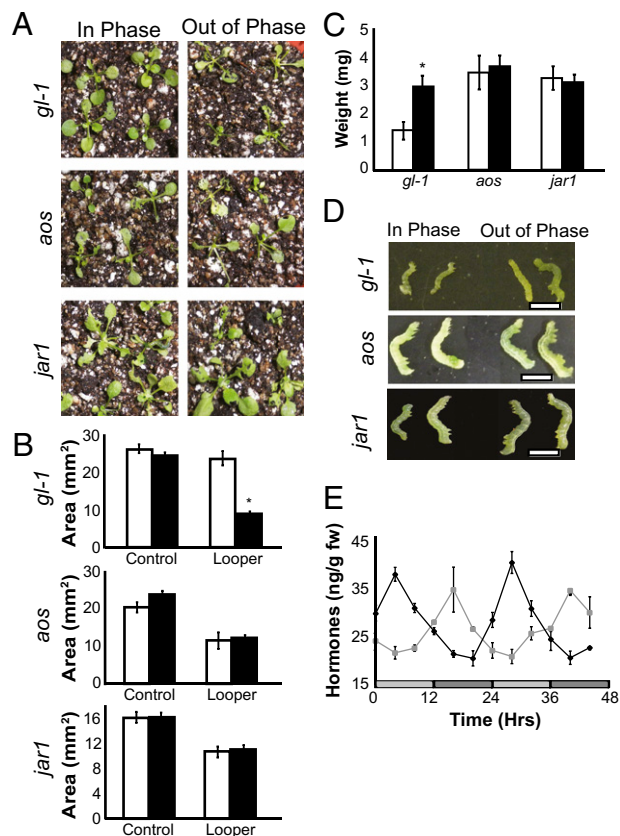 A
In Phase
Out of Phase
gl-1
aos
jar1
B
gl-1
Area (mm²)
30
20
10
0
Control
Looper
*
aos
Area (mm²)
30
20
10
0
Control
Looper
jar1
Area (mm²)
16
12
8
4
0
Control
Looper
C
Weight (mg)
5
4
3
2
1
0
*
gl-1
aos
jar1
D
In Phase
Out of Phase
gl-1
aos
jar1
E
Hormones (ng/g fw)
45
35
25
15
0
12
24
36
48
Time (Hrs)